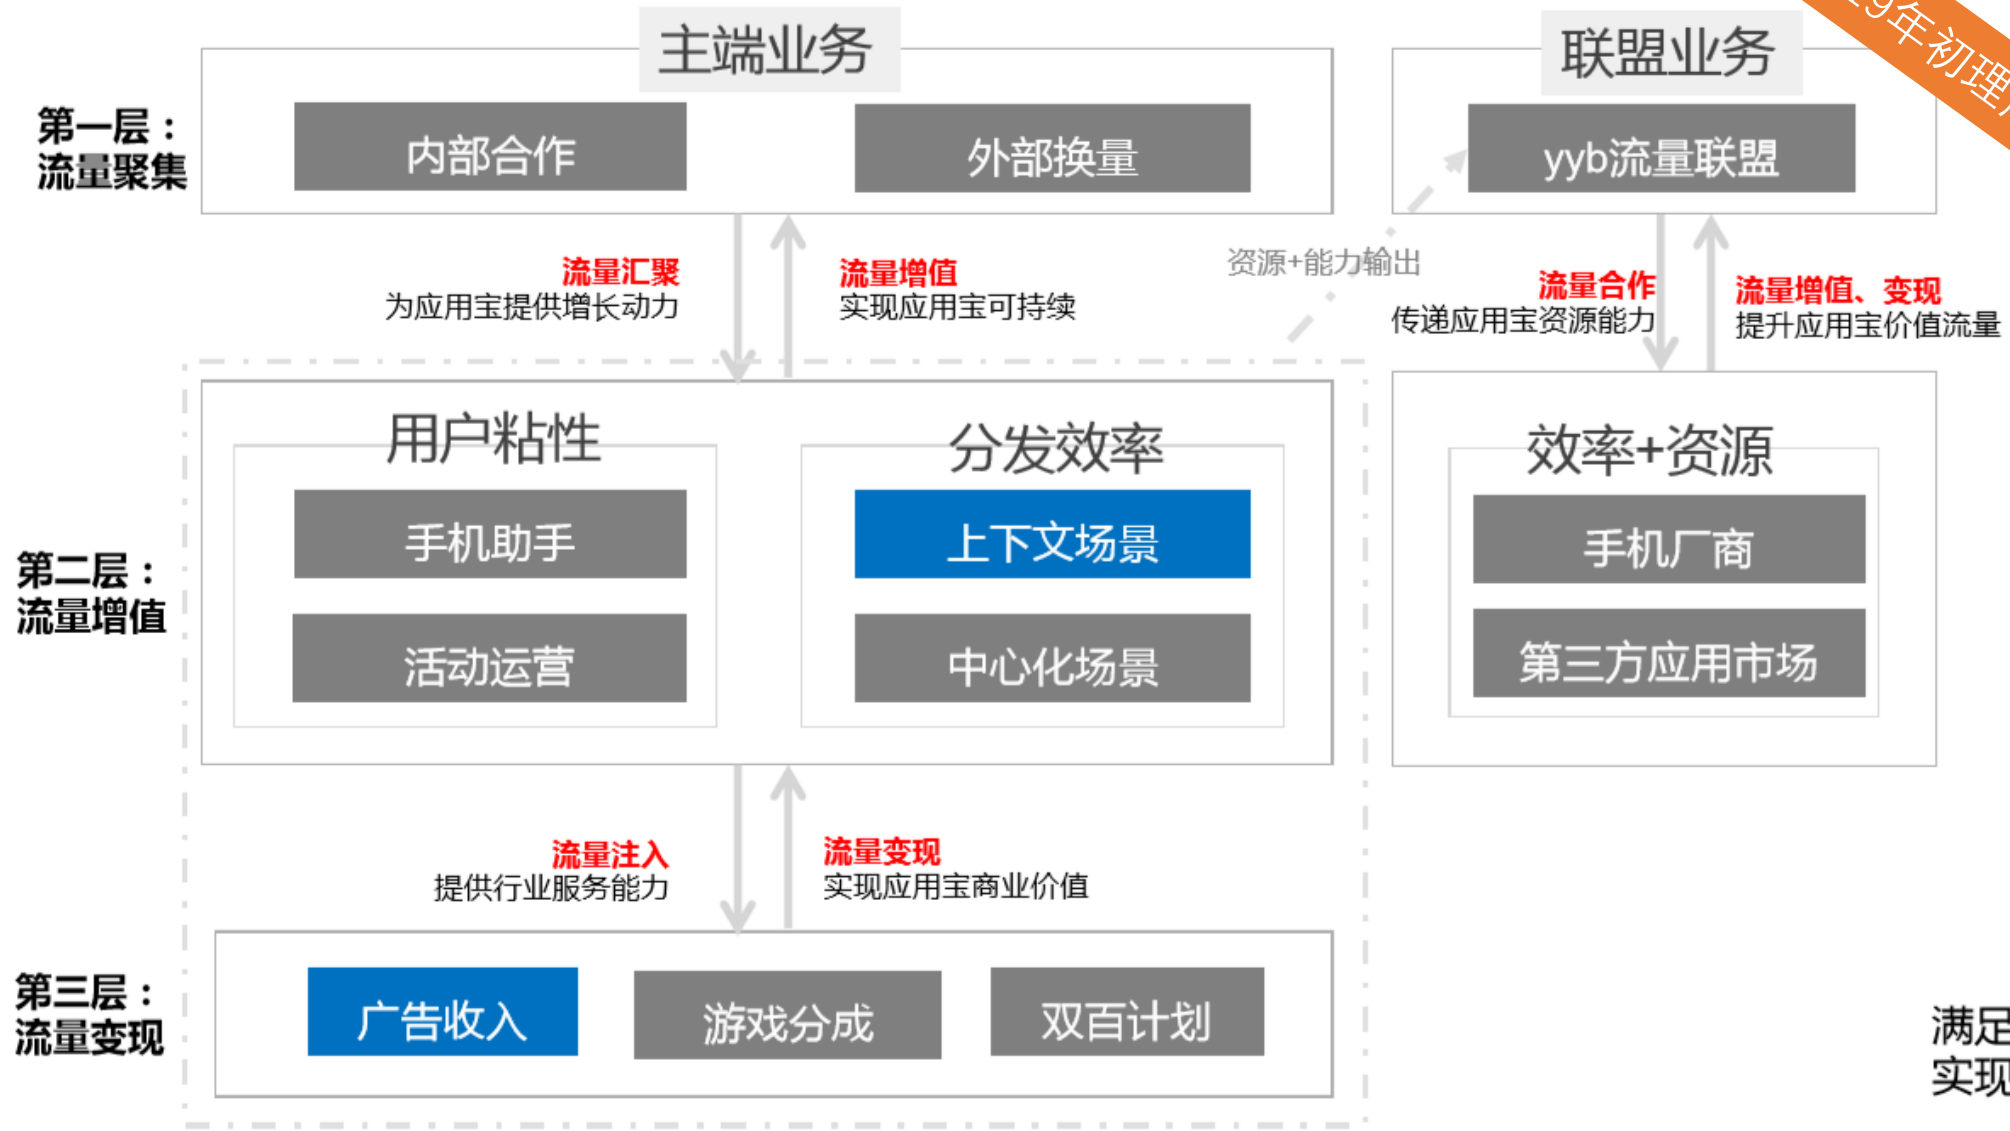 主端业务
联盟业务
9年初理
第一层：
流量聚集
内部合作
外部换量
yyb流量联盟
流量汇聚
为应用宝提供增长动力
流量增值
实现应用宝可持续
资源+能力输出
流量合作
传递应用宝资源能力
流量增值、变现
提升应用宝价值流量
第二层：
流量增值
用户粘性
手机助手
活动运营
分发效率
上下文场景
中心化场景
效率+资源
手机厂商
第三方应用市场
流量注入
提供行业服务能力
流量变现
实现应用宝商业价值
第三层：
流量变现
广告收入
游戏分成
双百计划
满足
实现